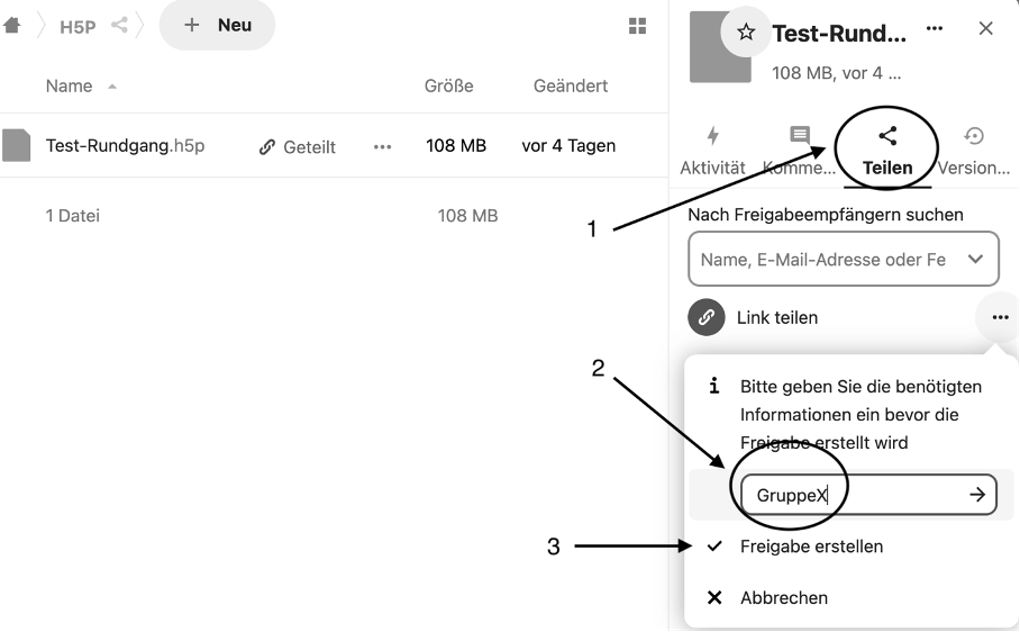 H5P
+ Neu
Name
Größe
Geändert
Test-Rundgang.h5p
Geteilt
108 MB
vor 4 Tagen
1 Datei
108 MB
Test-Rund...
108 MB, vor 4 ...
Aktivität
Komme...
Teilen
Version...
1
Nach Freigabeempfängern suchen
Name, E-Mail-Adresse oder Fe
Link teilen
2
Bitte geben Sie die benötigten
Informationen ein bevor die
Freigabe erstellt wird
GruppeX
3
Freigabe erstellen
Abbrechen